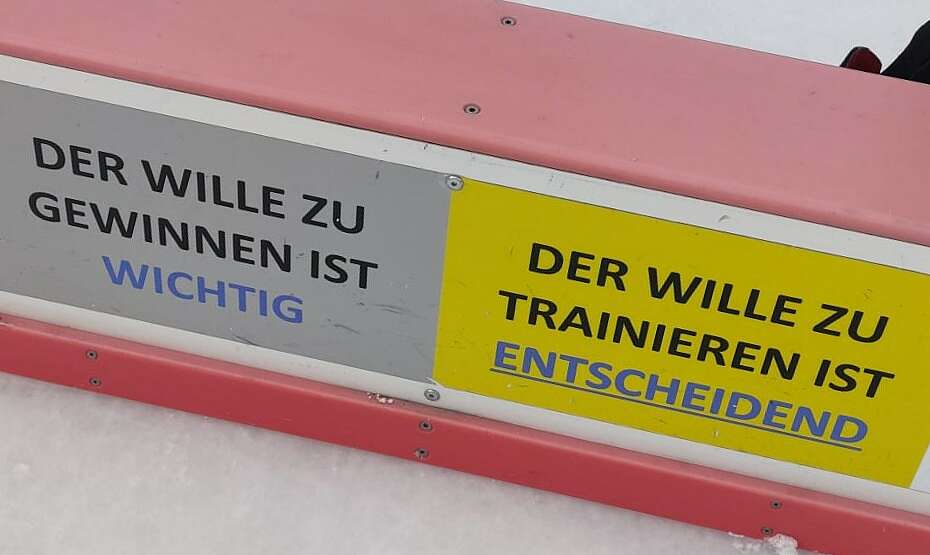 DER WILLE ZU
GEWINNEN IST
WICHTIG
DER WILLE ZU
TRAINIEREN IST
ENTSCHEIDEND